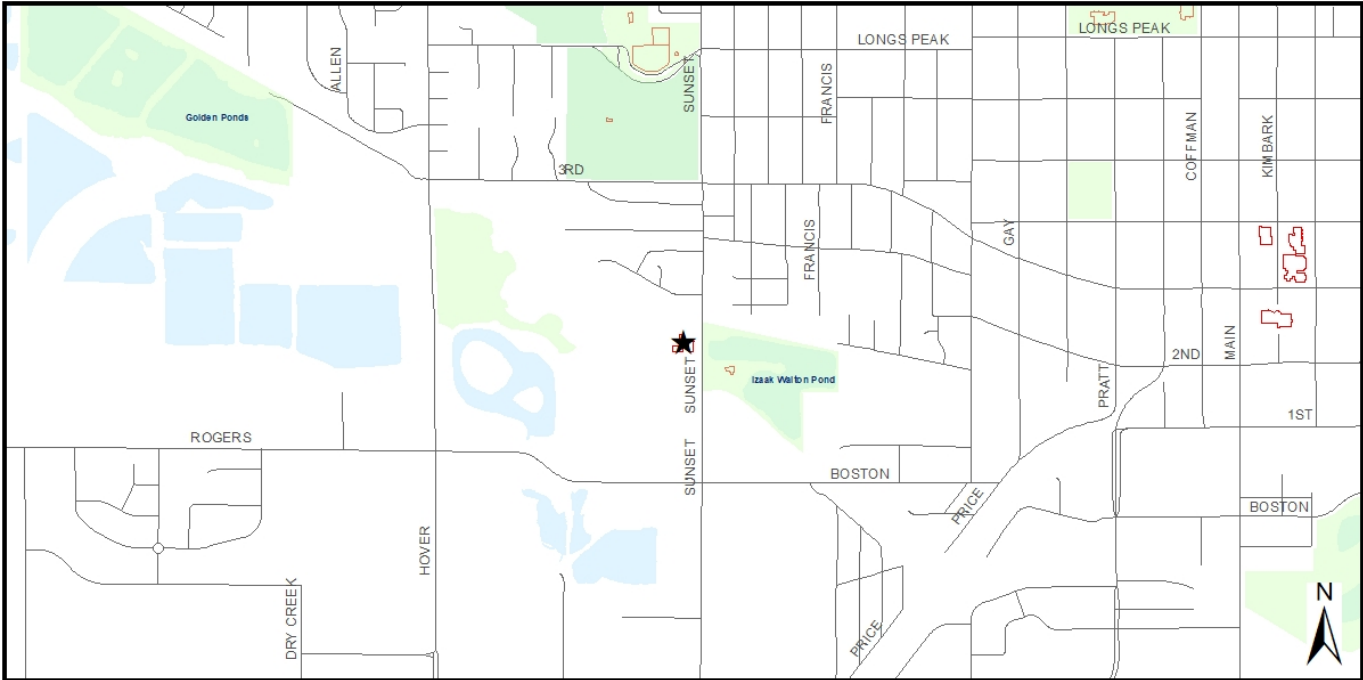 LONGS PEAK
LONGS PEAK
ALLEN
SUNSET
FRANCIS
Golden Ponds
COFFMAN
KIMBARK
3RD
GAY
FRANCIS
MAIN
2ND
SUNSET
Izaak Walton Pond
PRATT
1ST
ROGERS
SUNSET
BOSTON
PRICE
BOSTON
HOVER
N
DRY CREEK
PRICE